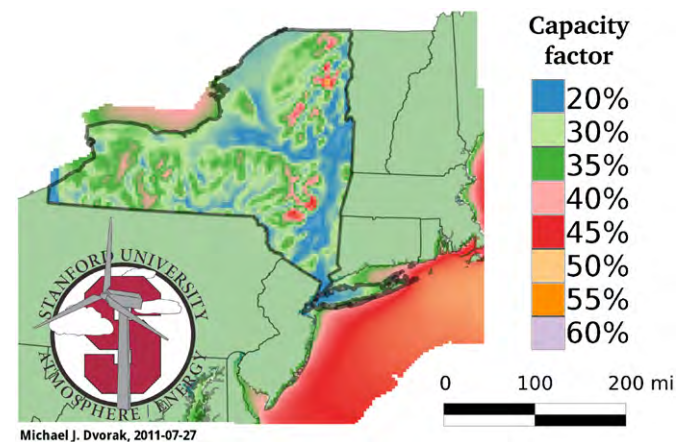 Capacity
factor
20%
30%
35%
40%
45%
50%
55%
60%
STANFORD UNIVERSITY
S
ATMOSPHERE / ENERGY
0 100 200 mi
Michael J. Dvorak, 2011-07-27